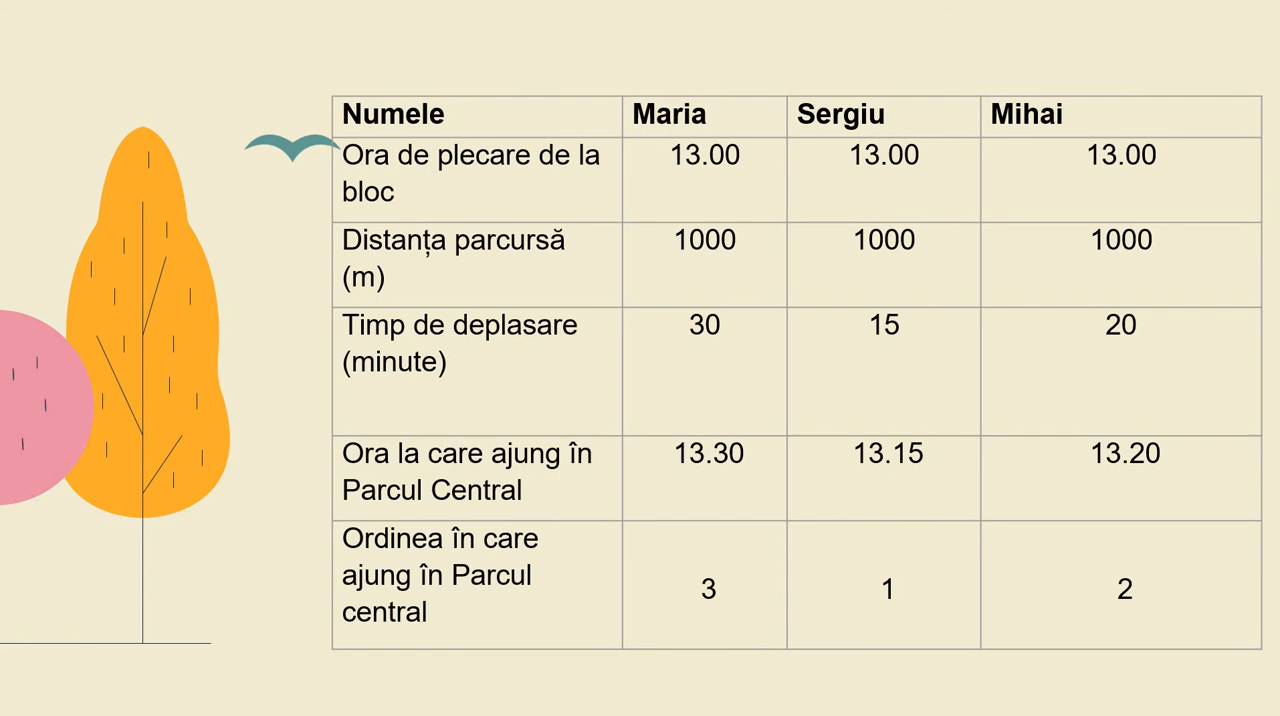 Numele Maria Sergiu Mihai
Ora de plecare de la 13.00 13.00 13.00
bloc
Distanța parcursă 1000 1000 1000
(m)
Timp de deplasare 30 15 20
(minute)
Ora la care ajung în 13.30 13.15 13.20
Parcul Central
Ordinea în care
ajung în Parcul 3 1 2
central